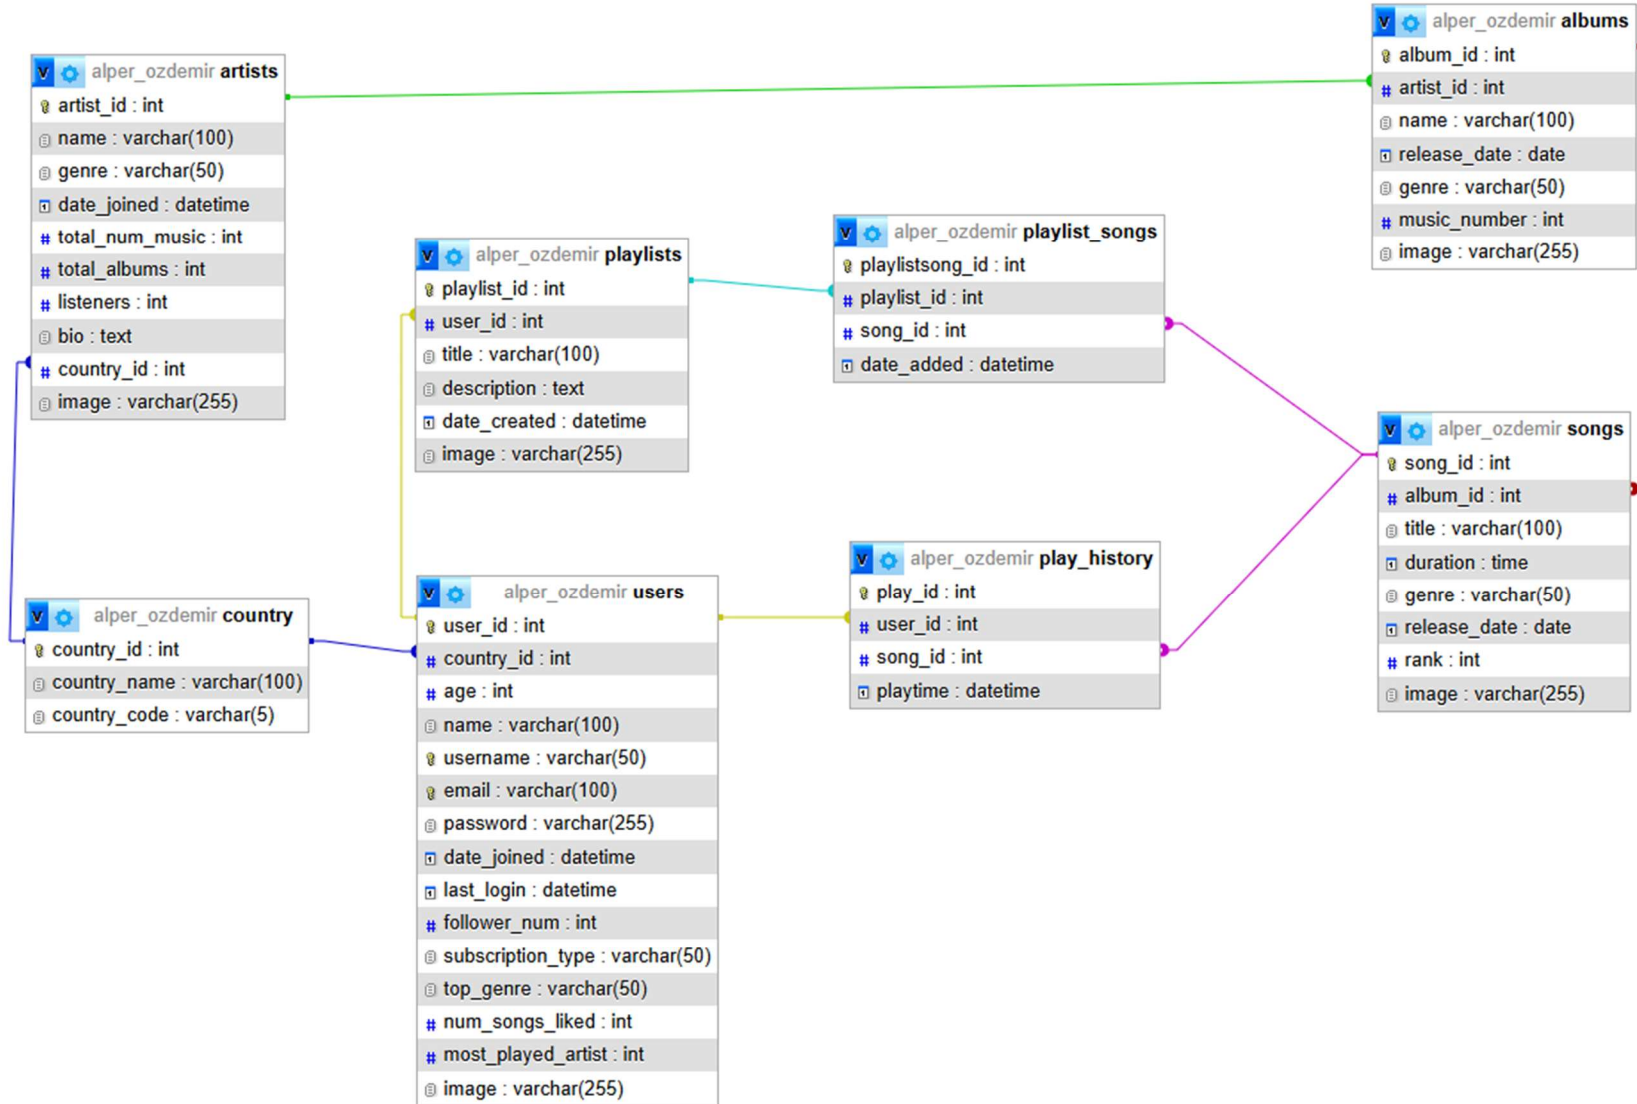 alper_ozdemir artists
artist_id : int
name : varchar(100)
genre : varchar(50)
date_joined : datetime
total_num_music : int
total_albums : int
listeners : int
bio : text
country_id : int
image : varchar(255)
alper_ozdemir albums
album_id : int
artist_id : int
name : varchar(100)
release_date : date
genre : varchar(50)
music_number : int
image : varchar(255)
alper_ozdemir playlists
playlist_id : int
user_id : int
title : varchar(100)
description : text
date_created : datetime
image : varchar(255)
alper_ozdemir playlist_songs
playlistsong_id : int
playlist_id : int
song_id : int
date_added : datetime
alper_ozdemir songs
song_id : int
album_id : int
title : varchar(100)
duration : time
genre : varchar(50)
release_date : date
rank : int
image : varchar(255)
alper_ozdemir country
country_id : int
country_name : varchar(100)
country_code : varchar(5)
alper_ozdemir users
user_id : int
country_id : int
age : int
name : varchar(100)
username : varchar(50)
email : varchar(100)
password : varchar(255)
date_joined : datetime
last_login : datetime
follower_num : int
subscription_type : varchar(50)
top_genre : varchar(50)
num_songs_liked : int
most_played_artist : int
image : varchar(255)
alper_ozdemir play_history
play_id : int
user_id : int
song_id : int
playtime : datetime